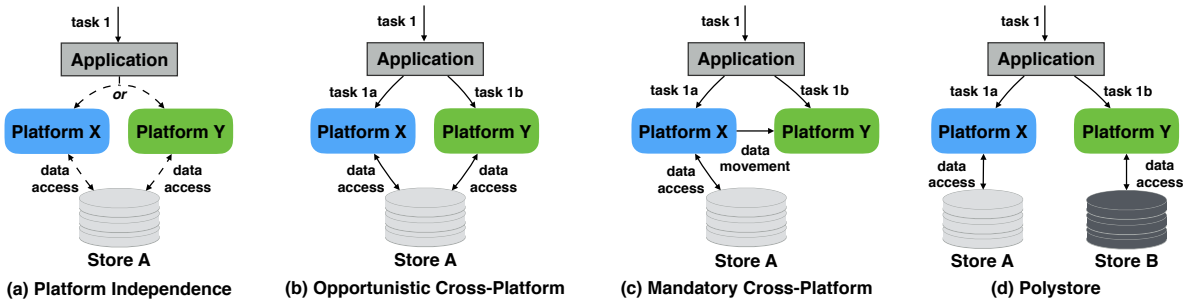 task 1
Application
or
Platform X
Platform Y
data access
data access
Store A
(a) Platform Independence
task 1
Application
task 1a
task 1b
Platform X
Platform Y
data access
data access
Store A
(b) Opportunistic Cross-Platform
task 1
Application
task 1a
task 1b
Platform X
Platform Y
data movement
data access
Store A
(c) Mandatory Cross-Platform
task 1
Application
task 1a
task 1b
Platform X
Platform Y
data access
data access
Store A
Store B
(d) Polystore